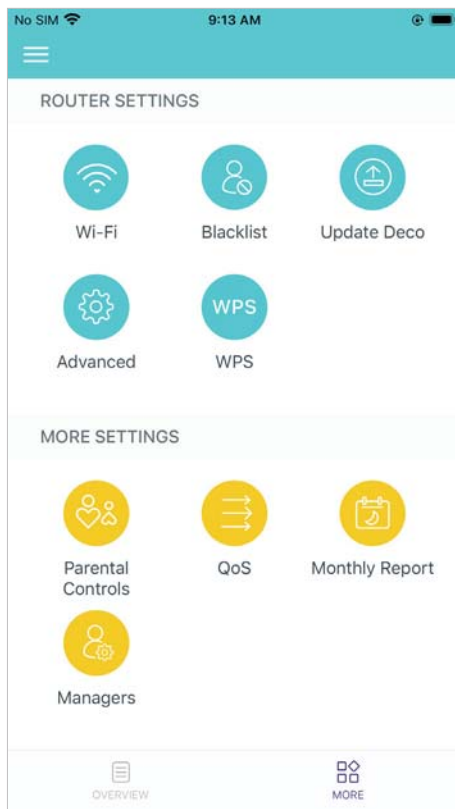 No SIM 9:13 AM
ROUTER SETTINGS
Wi-Fi Blacklist Update Deco
WPS
Advanced WPS
MORE SETTINGS
Parental Controls QoS Monthly Report
Managers
OVERVIEW MORE